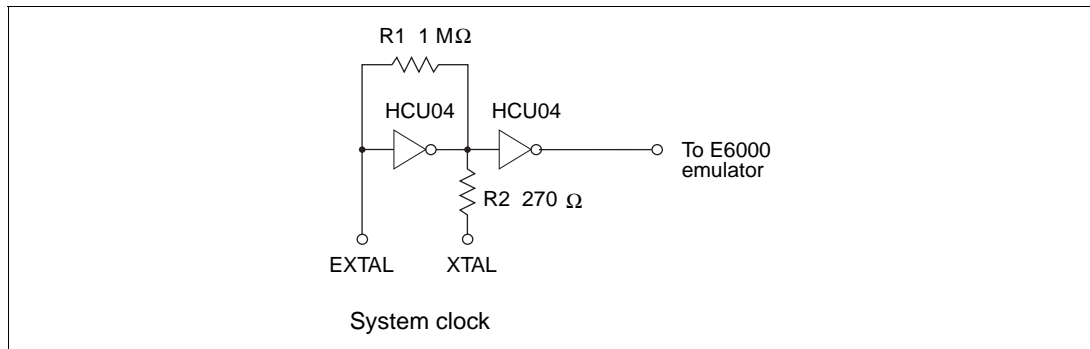 R1 1 MΩ
HCU04 HCU04
To E6000
emulator
R2 270 Ω
EXTAL XTAL
System clock